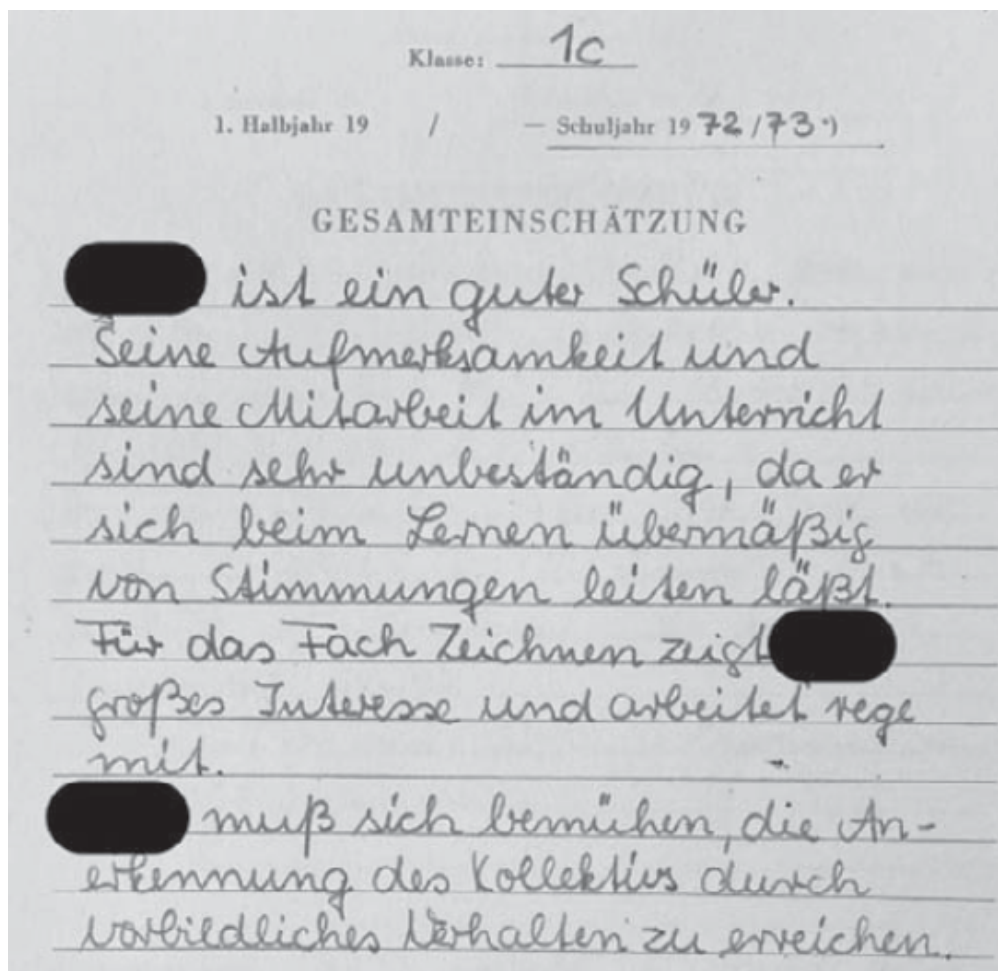 Klasse: 1c
1. Halbjahr 19 / — Schuljahr 19 72/73 *)
GESAMTEINSCHÄTZUNG
ist ein guter Schüler.
Seine Aufmerksamkeit und
seine Mitarbeit im Unterricht
sind sehr unbeständig, da er
sich beim Lernen übermäßig
von Stimmungen leiten läßt.
Für das Fach Zeichnen zeigt
großes Interesse und arbeitet rege
mit.
muß sich bemühen, die An-
erkennung des Kollektivs durch
vorbildliches Verhalten zu erreichen.